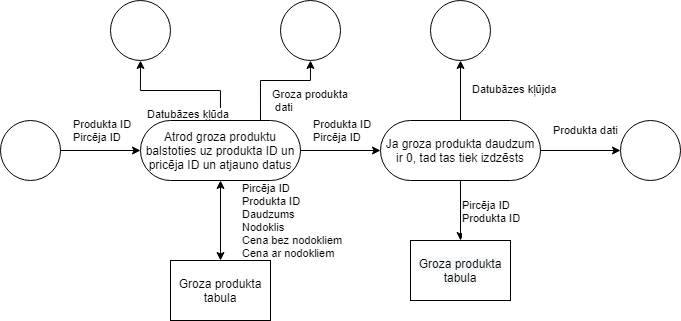 Datubāzes kļūda
Groza produkta
dati
Datubāzes kļūjda
Produkta ID
Pircēja ID
Atrod groza produktu
balstoties uz produkta ID un
pricēja ID un atjauno datus
Produkta ID
Pircēja ID
Ja groza produkta daudzum
ir 0, tad tas tiek izdzēsts
Produkta dati
Pircēja ID
Produkta ID
Daudzums
Nodoklis
Cena bez nodokliem
Cena ar nodokliem
Pircēja ID
Produkta ID
Groza produkta
tabula
Groza produkta
tabula